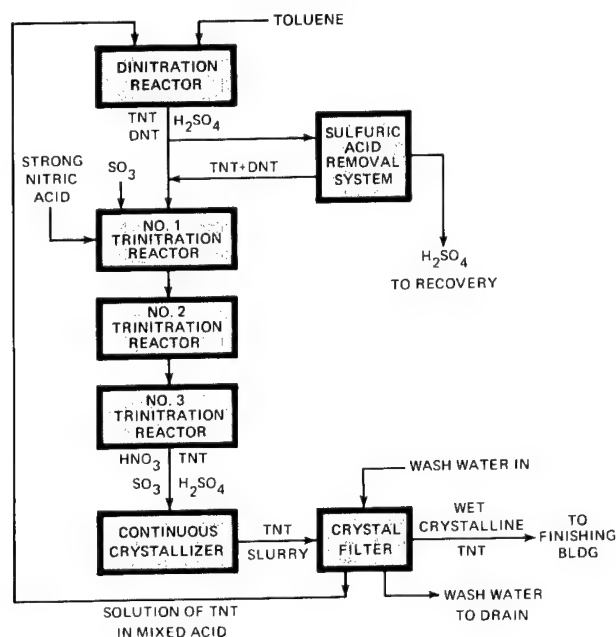 TOLUENE
DINITRATION
REACTOR
TNT H₂SO₄
DNT
SULFURIC
ACID
REMOVAL
SYSTEM
TNT+DNT
STRONG
NITRIC
ACID
SO₃
NO. 1
TRINITRATION
REACTOR
H₂SO₄
TO RECOVERY
NO. 2
TRINITRATION
REACTOR
NO. 3
TRINITRATION
REACTOR
HNO₃ TNT
SO₃ H₂SO₄
WASH WATER IN
CONTINUOUS
CRYSTALLIZER
TNT
SLURRY
CRYSTAL
FILTER
WET
CRYSTALLINE
TNT
TO
FINISHING
BLDG
SOLUTION OF TNT
IN MIXED ACID
WASH WATER
TO DRAIN